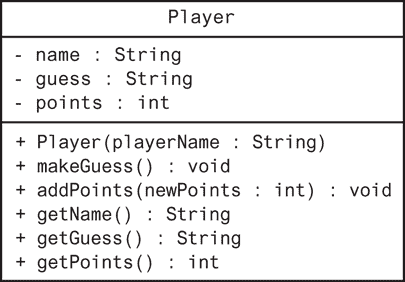 Player
- name : String
- guess : String
- points : int
+ Player(playerName : String)
+ makeGuess() : void
+ addPoints(newPoints : int) : void
+ getName() : String
+ getGuess() : String
+ getPoints() : int